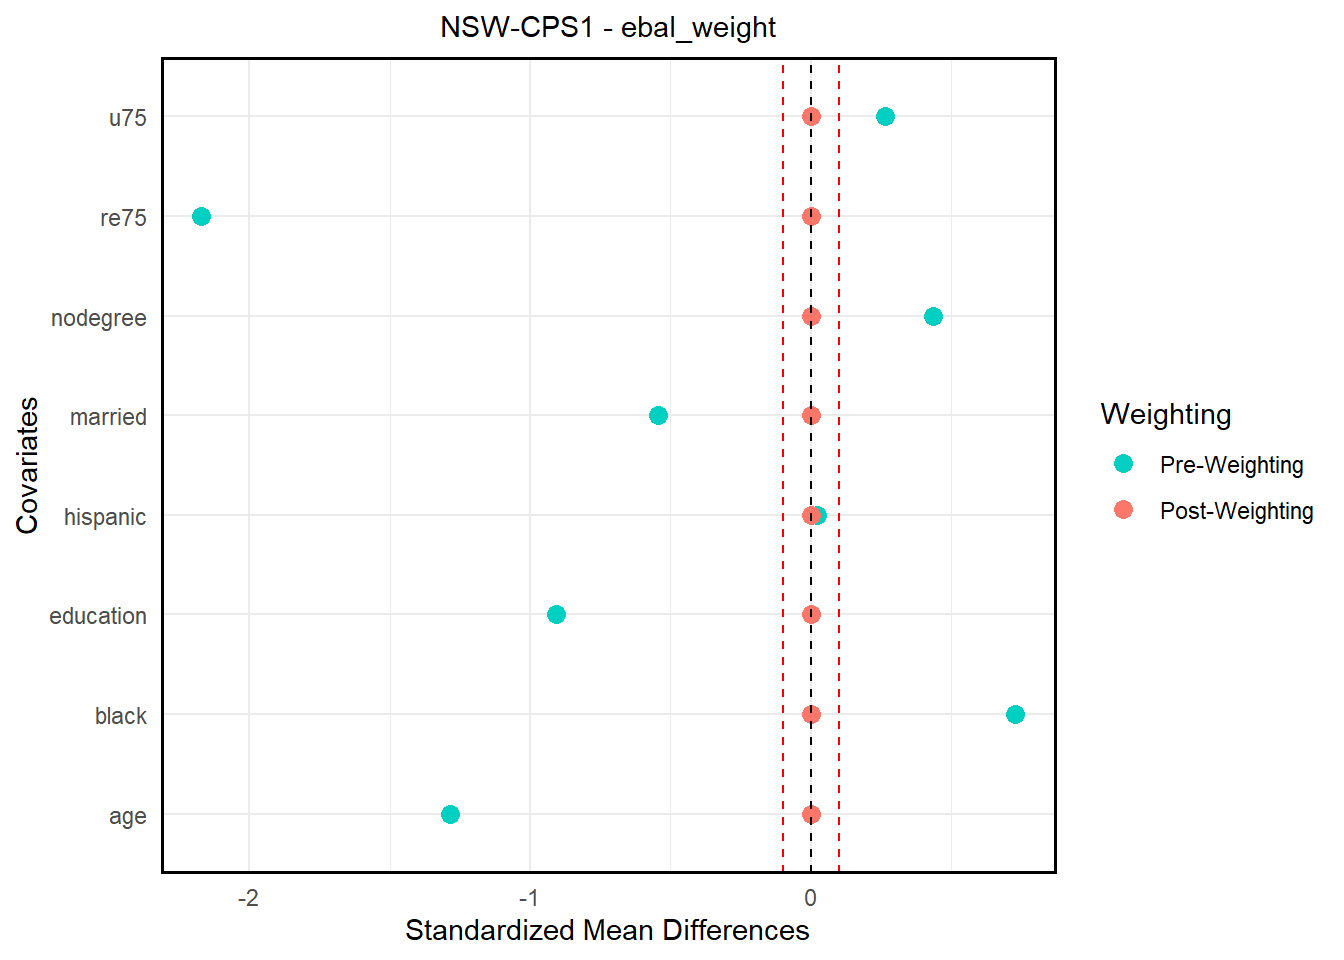 NSW-CPS1 - ebal_weight
u75
re75
nodegree
married
hispanic
education
black
age
Covariates
-2
-1
0
Standardized Mean Differences
Weighting
Pre-Weighting
Post-Weighting